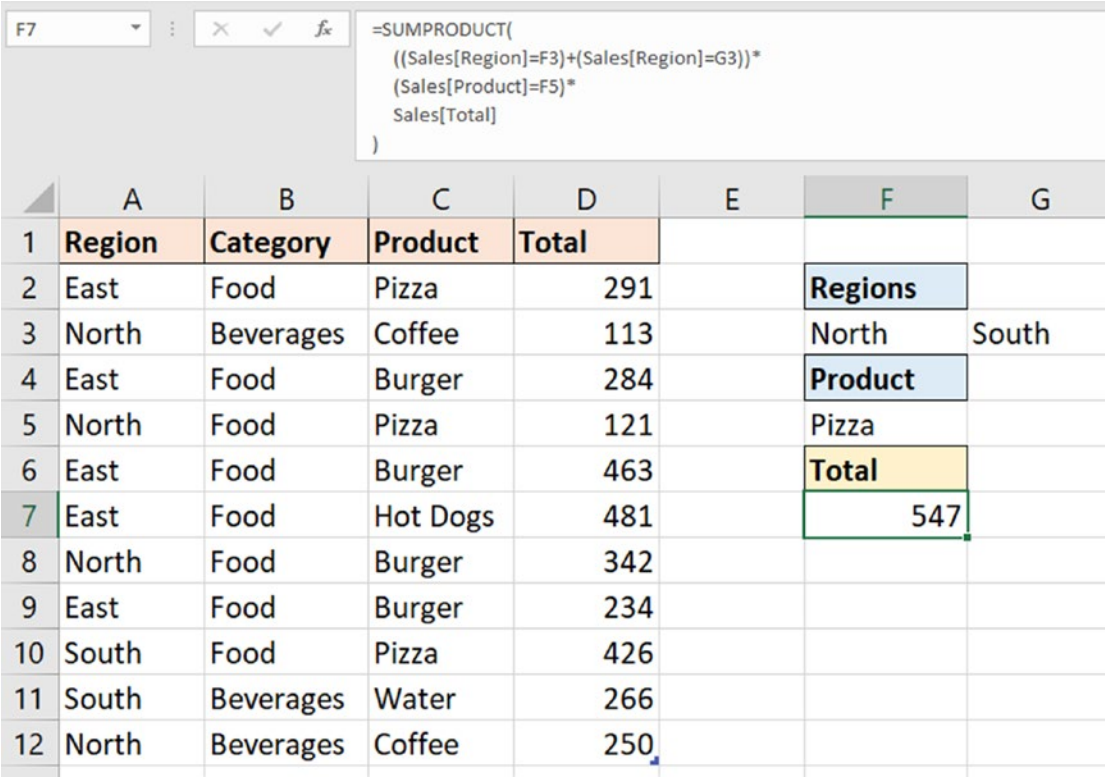 F7 fx =SUMPRODUCT(
((Sales[Region]=F3)+(Sales[Region]=G3))*
(Sales[Product]=F5)*
Sales[Total]
)
A B C D E F G
1 Region Category Product Total
2 East Food Pizza 291 Regions
3 North Beverages Coffee 113 North South
4 East Food Burger 284 Product
5 North Food Pizza 121 Pizza
6 East Food Burger 463 Total
7 East Food Hot Dogs 481 547
8 North Food Burger 342
9 East Food Burger 234
10 South Food Pizza 426
11 South Beverages Water 266
12 North Beverages Coffee 250